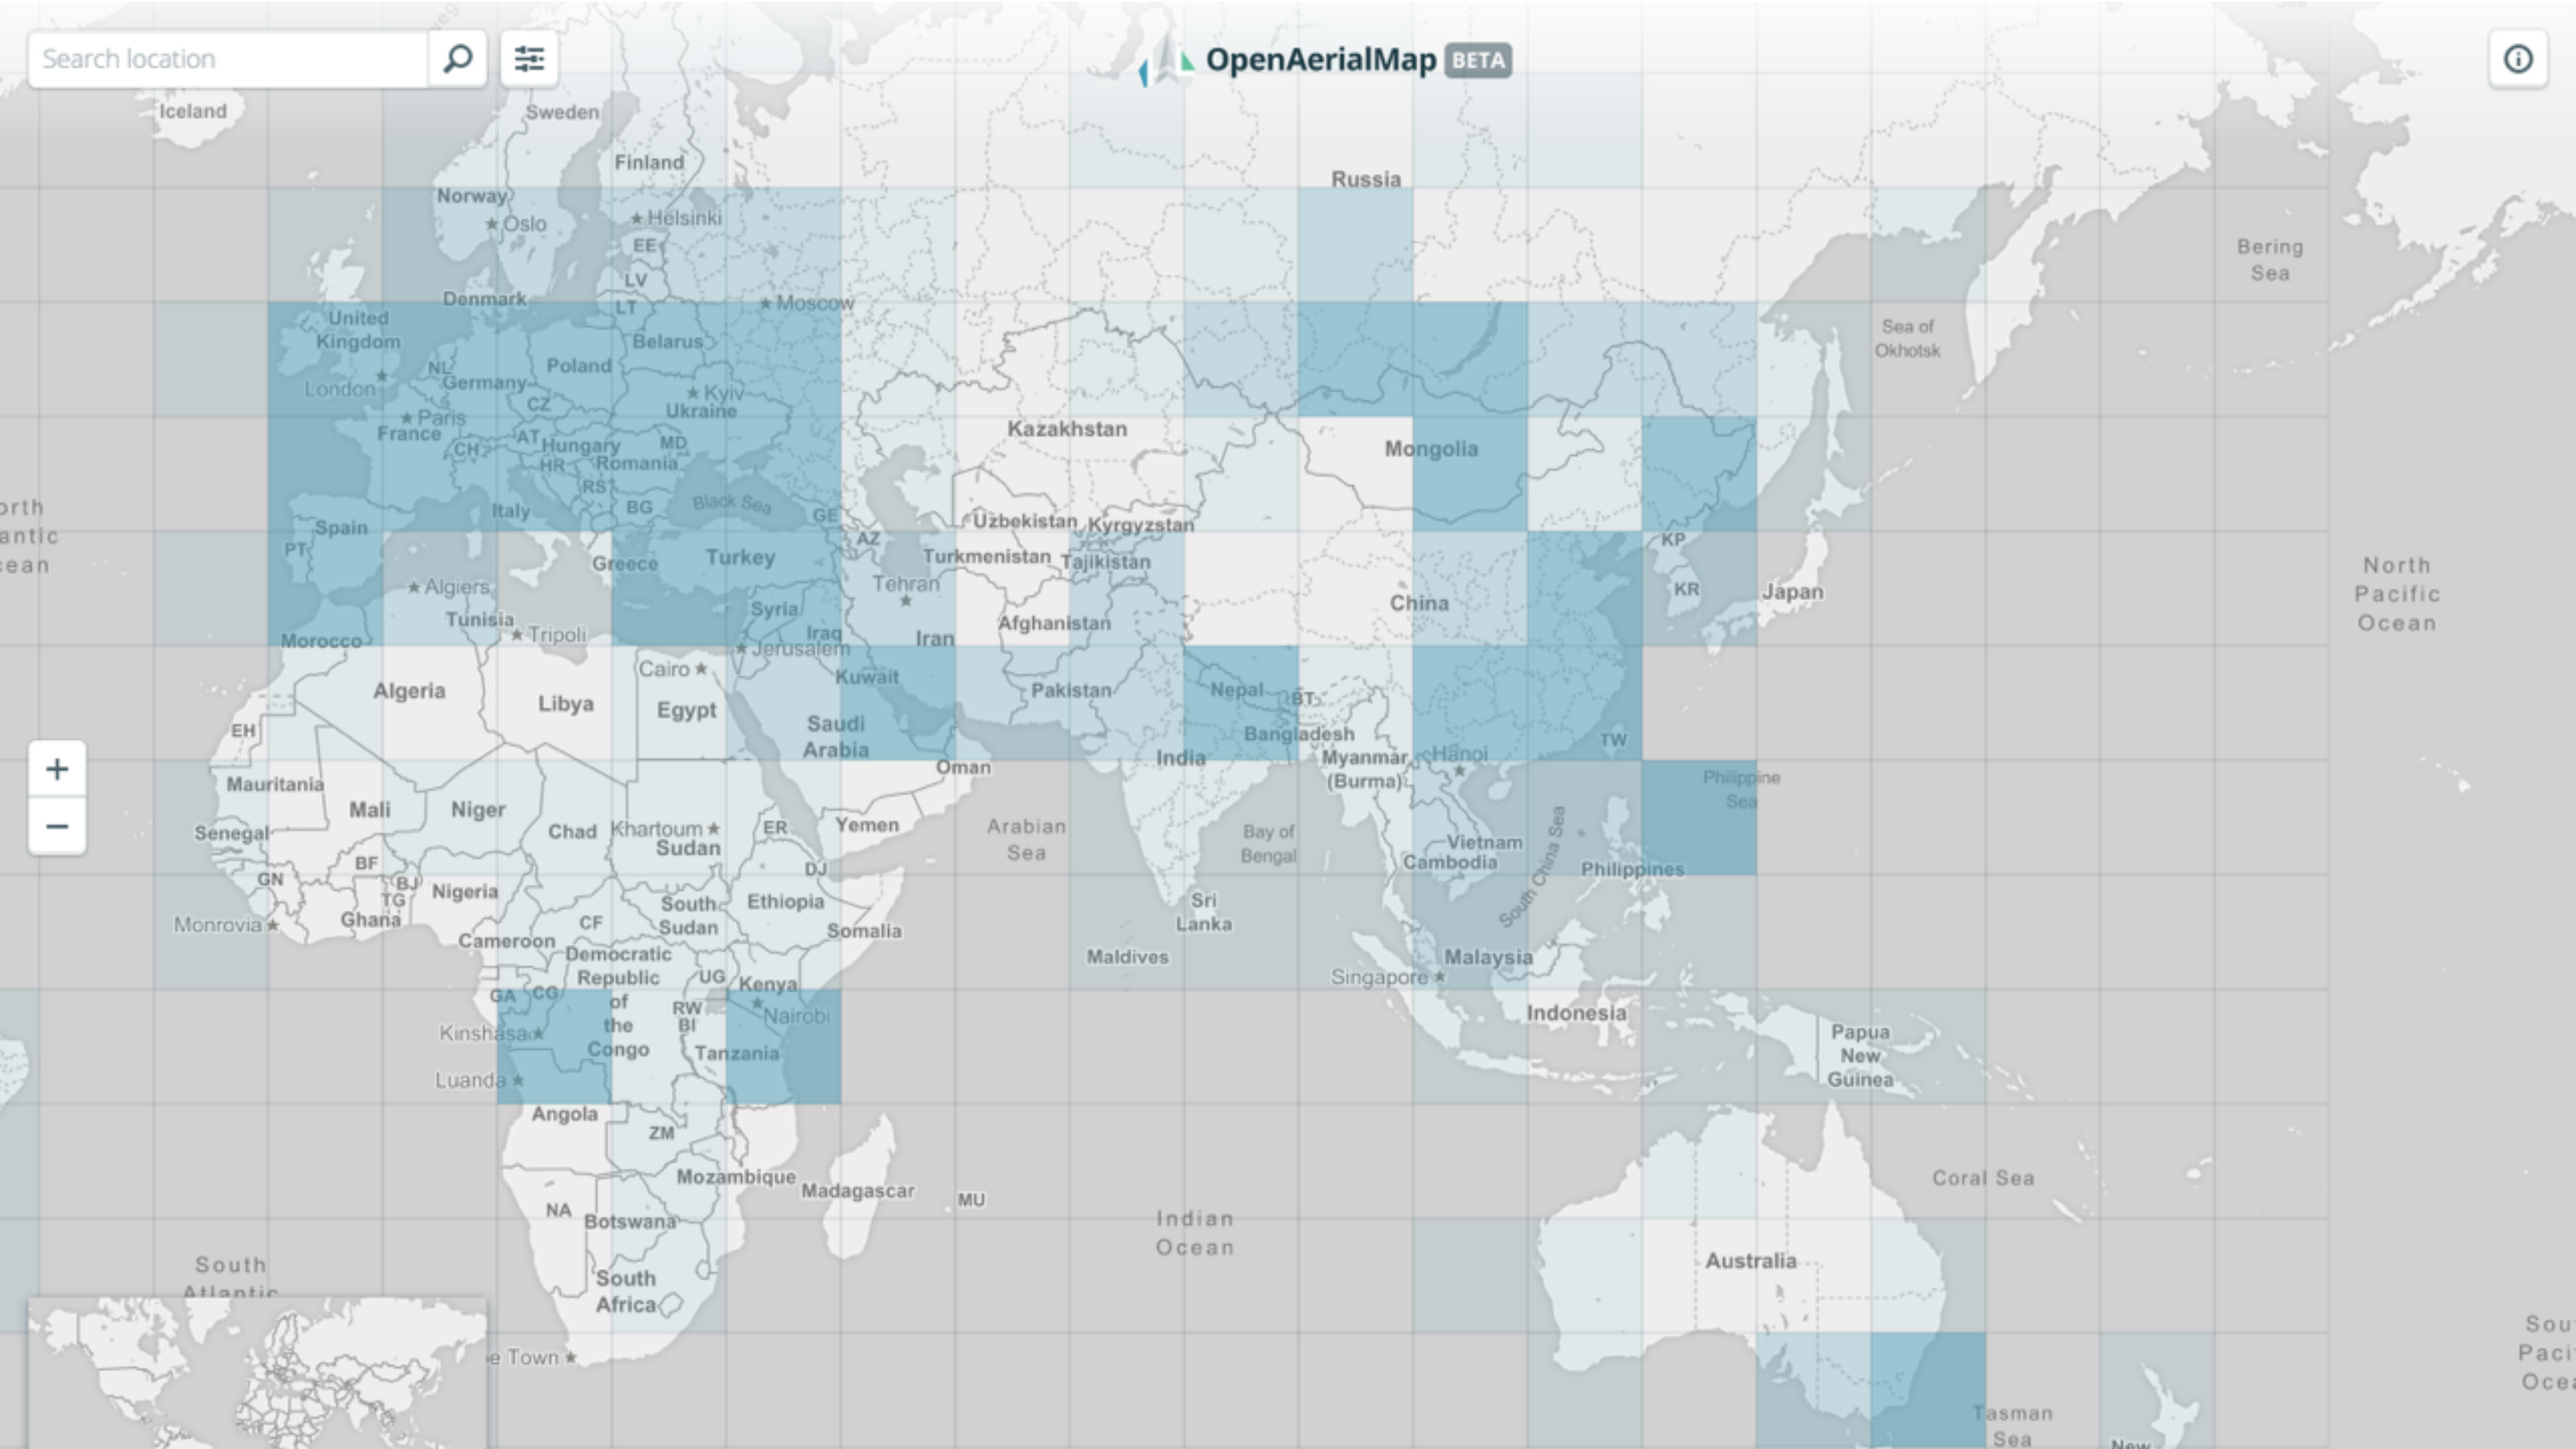 Search location
OpenAerialMap BETA
Iceland
Sweden
Finland
Russia
Norway
Oslo
Helsinki
EE
Bering
Sea
LV
Denmark
Moscow
LT
United
Kingdom
Belarus
Sea of
Okhotsk
NL
Poland
Germany
London
Kyiv
CZ
Ukraine
Paris
France
Kazakhstan
AT
Hungary
MD
Mongolia
CH
HR
Romania
RS
Italy
BG
Black Sea
GE
Uzbekistan
Kyrgyzstan
Spain
PT
AZ
KP
Greece
Turkey
Turkmenistan
Tajikistan
North
Pacific
Ocean
Algiers
Tehran
KR
Japan
Syria
China
Tunisia
Tripoli
Afghanistan
Morocco
Iraq
Iran
Jerusalem
Cairo
Kuwait
Algeria
Libya
Egypt
Pakistan
Nepal
BT
EH
Saudi
Arabia
Bangladesh
TW
Hanoi
India
Myanmar
(Burma)
Oman
Philippine
Sea
Mauritania
Mali
Niger
Chad
Khartoum
Sudan
ER
Yemen
Arabian
Sea
Bay of
Bengal
Senegal
Vietnam
Cambodia
South China Sea
Philippines
BF
DJ
GN
BJ
TG
Nigeria
Ghana
Ethiopia
South
Sudan
CF
Sri
Lanka
Monrovia
Somalia
Cameroon
Maldives
Malaysia
Singapore
Democratic
Republic
of
the
Congo
UG
Kenya
GA
CG
RW
BI
Nairobi
Indonesia
Kinshasa
Tanzania
Papua
New
Guinea
Luanda
Angola
ZM
Mozambique
Madagascar
MU
Coral Sea
NA
Botswana
Indian
Ocean
Australia
South
Atlantic
South
Africa
e Town
Tasman
Sea
New